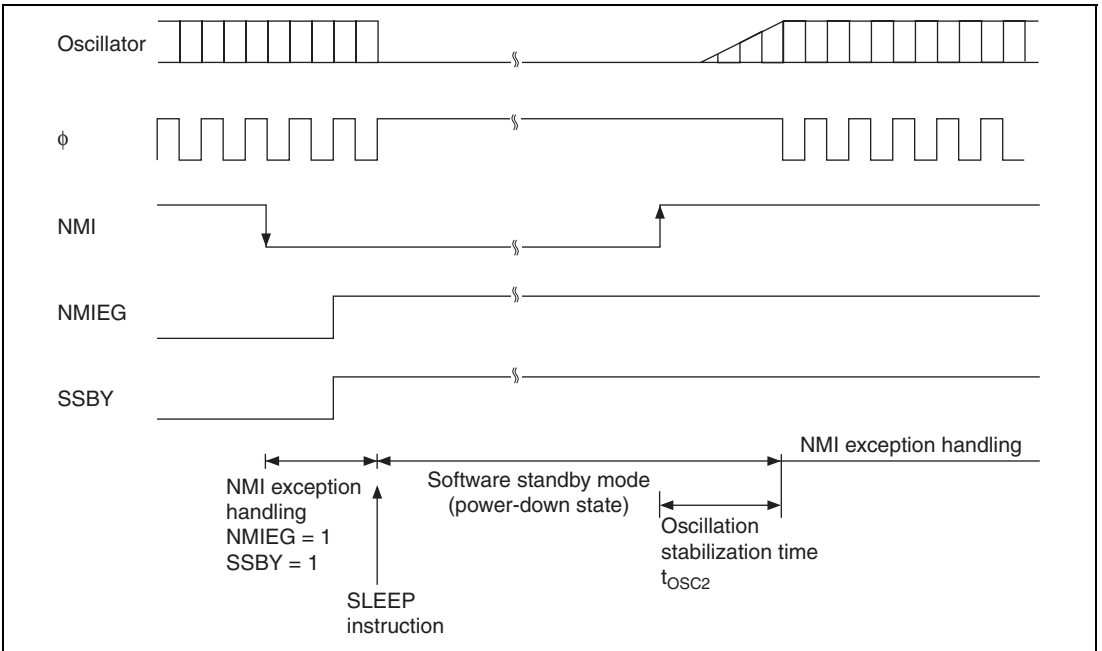 Oscillator
ϕ
NMI
NMIEG
SSBY
NMI exception handling
NMI exception
handling
NMIEG = 1
SSBY = 1
Software standby mode
(power-down state)
Oscillation
stabilization time
tOSC2
SLEEP
instruction